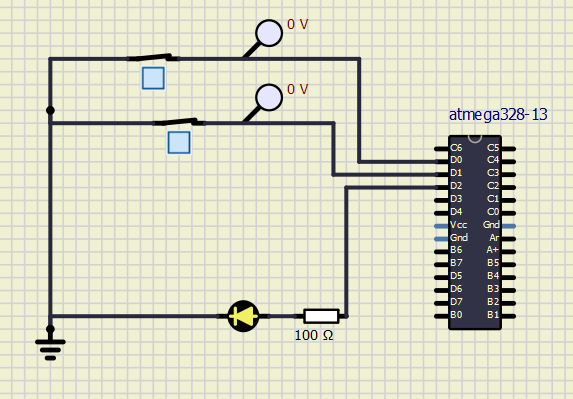 0 V
0 V
atmega328-13
C6 C5
D0 C4
D1 C3
D2 C2
D3 C1
D4 C0
Vcc Gnd
Gnd Ar
B6 A+
B7 B5
D5 B4
D6 B3
D7 B2
B0 B1
100 Ω